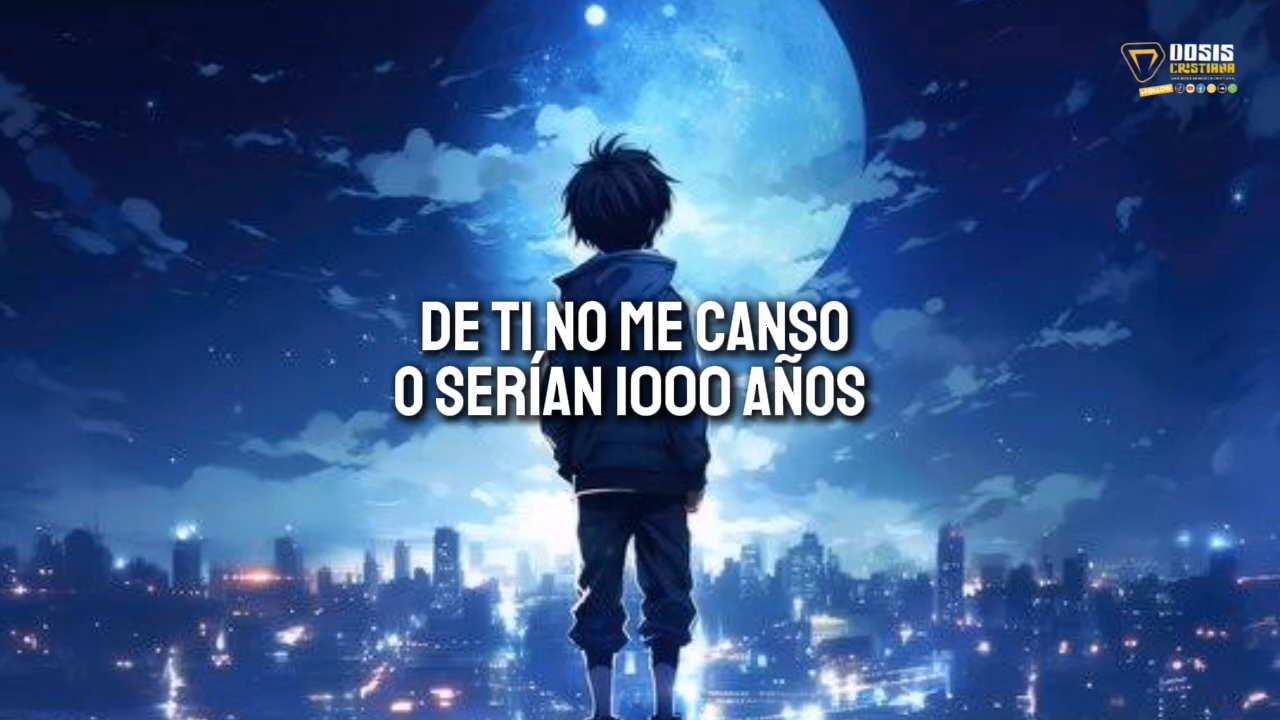 DOSIS
CRISTIANA
DE TI NO ME CANSO
O SERÍAN 1000 AÑOS